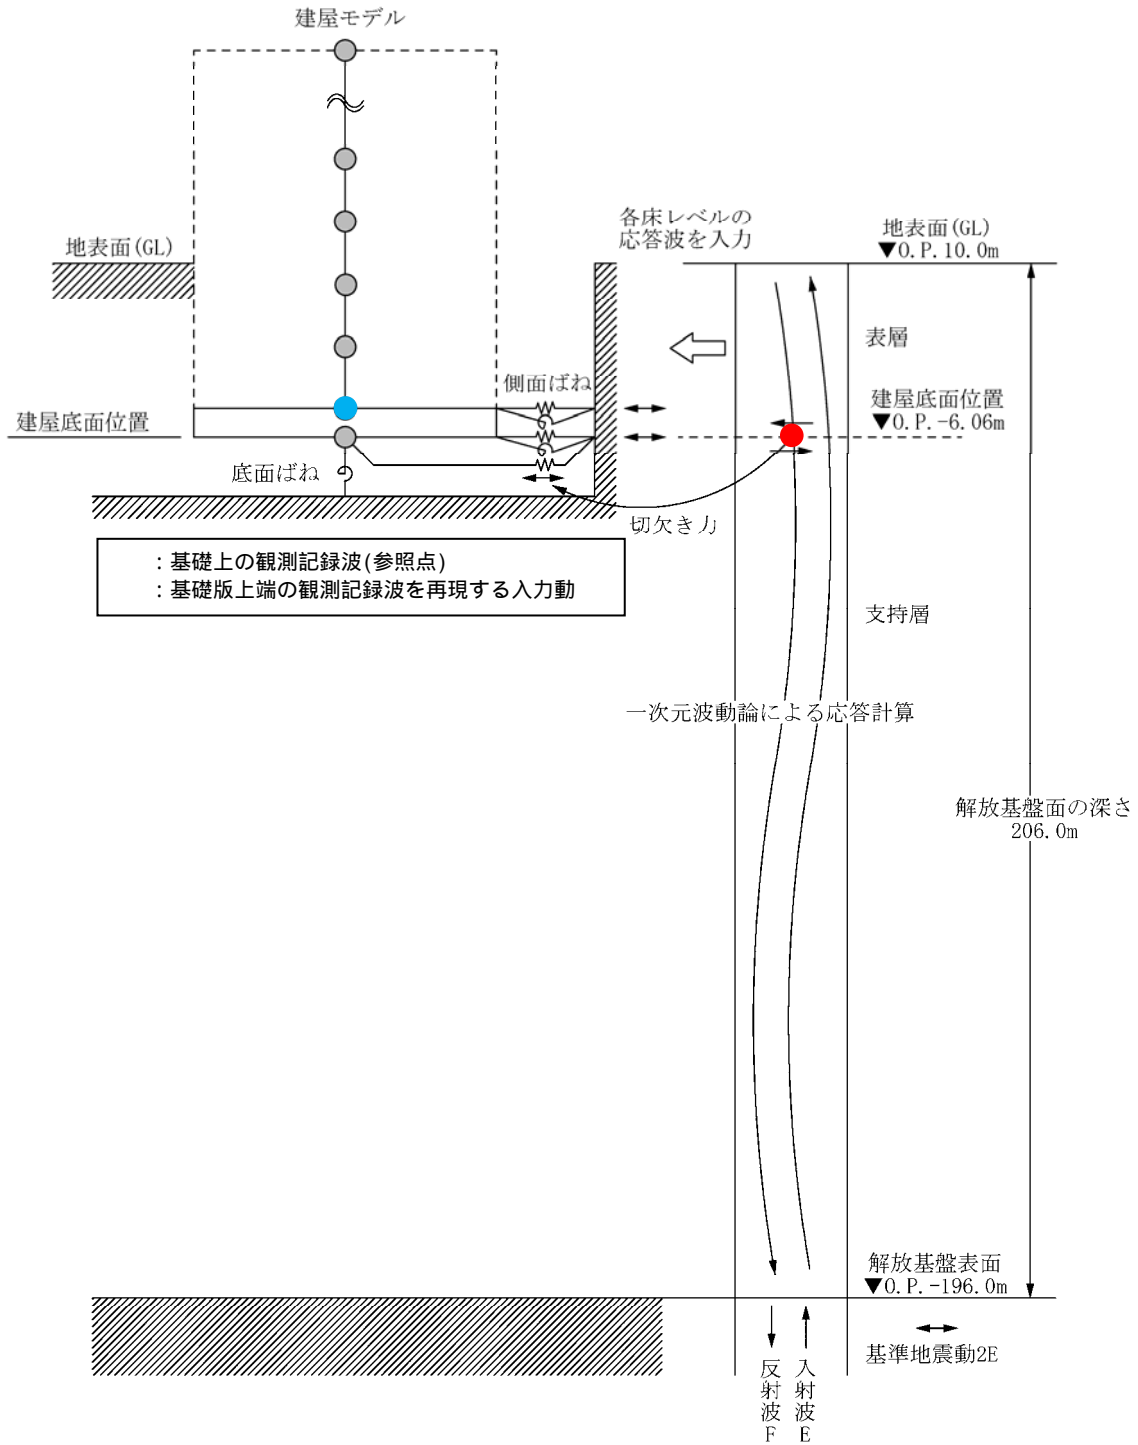 建屋モデル
各床レベルの
応答波を入力
地表面(GL)
地表面(GL)
▼O.P.10.0m
表層
側面ばね
建屋底面位置
建屋底面位置
▼O.P.-6.06m
底面ばね
切欠き力
：基礎上の観測記録波(参照点)
：基礎版上端の観測記録波を再現する入力動
支持層
一次元波動論による応答計算
解放基盤面の深さ
206.0m
解放基盤表面
▼O.P.-196.0m
基準地震動2E
反射波F
入射波E